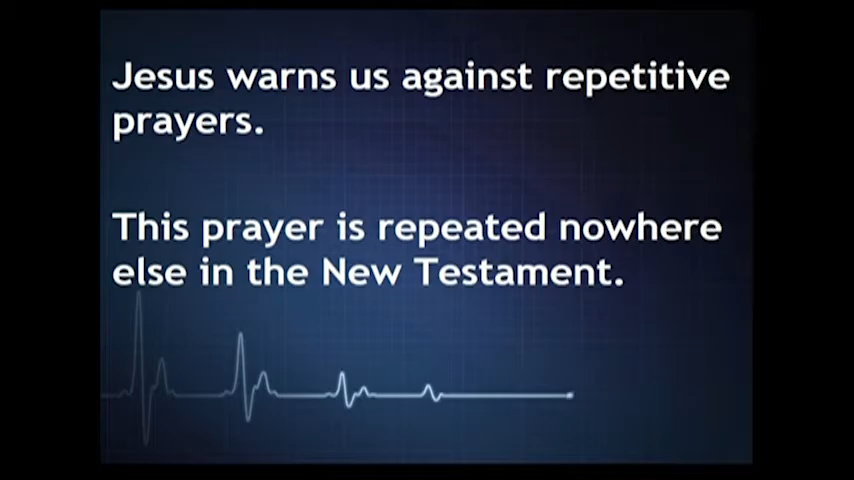 Jesus warns us against repetitive
prayers.
This prayer is repeated nowhere
else in the New Testament.